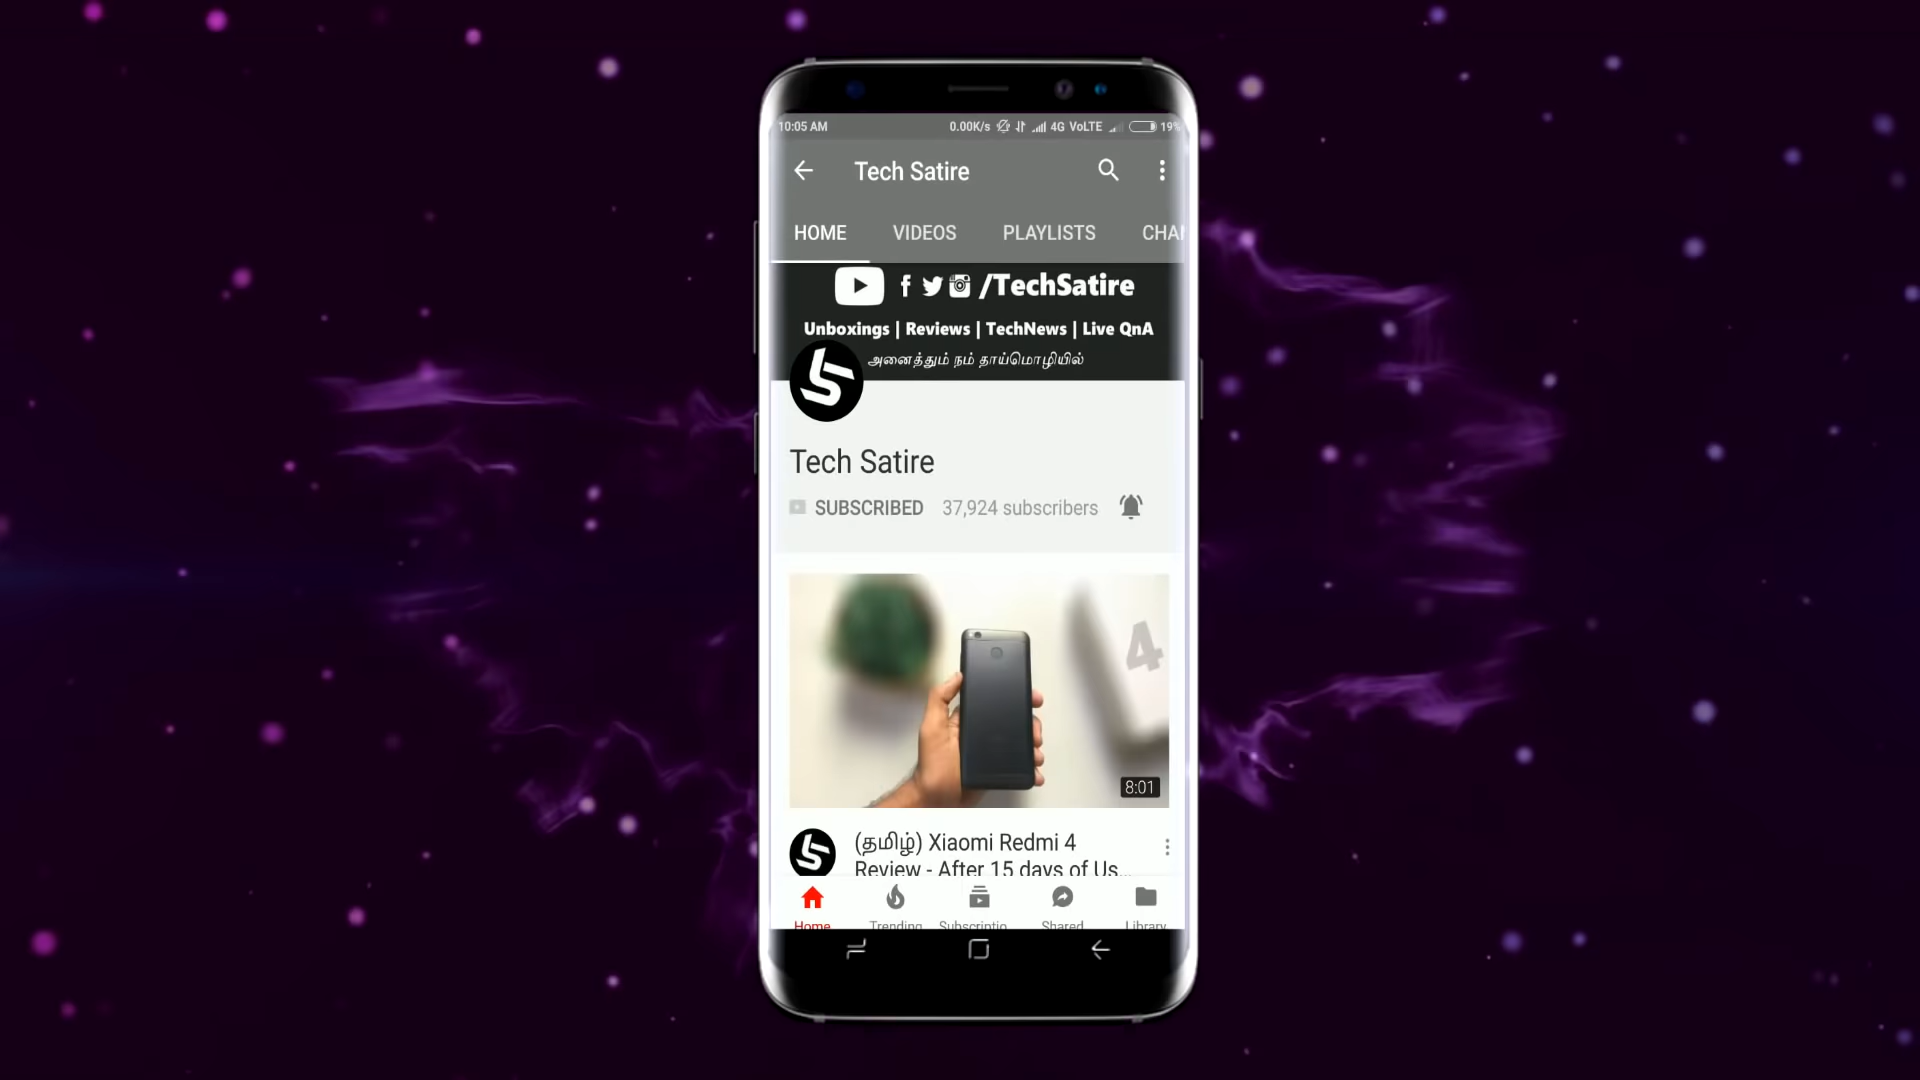 10:05 AM 0.00K/s 4G VoLTE 19%
Tech Satire
HOME VIDEOS PLAYLISTS CHAN
/TechSatire
Unboxings | Reviews | TechNews | Live QnA
அனைத்தும் நம் தாய்மொழியில்
Tech Satire
SUBSCRIBED 37,924 subscribers
4
8:01
(தமிழ்) Xiaomi Redmi 4
Review - After 15 days of Us...
Home Trending Subscriptio Shared Library